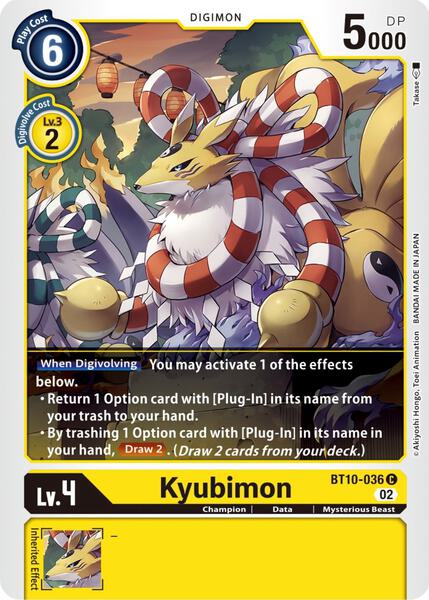 Play Cost
6
DIGIMON
5000
DP
Digivolve Cost
Lv.3
2
Takase
When Digivolving You may activate 1 of the effects
below.
• Return 1 Option card with [Plug-In] in its name from
your trash to your hand.
• By trashing 1 Option card with [Plug-In] in its name in
your hand, Draw 2. (Draw 2 cards from your deck.)
©Akiyoshi Hongo, Toei Animation BANDAI MADE IN JAPAN
Lv.4
Kyubimon
BT10-036 C
02
Champion Data Mysterious Beast
Inherited Effect
–